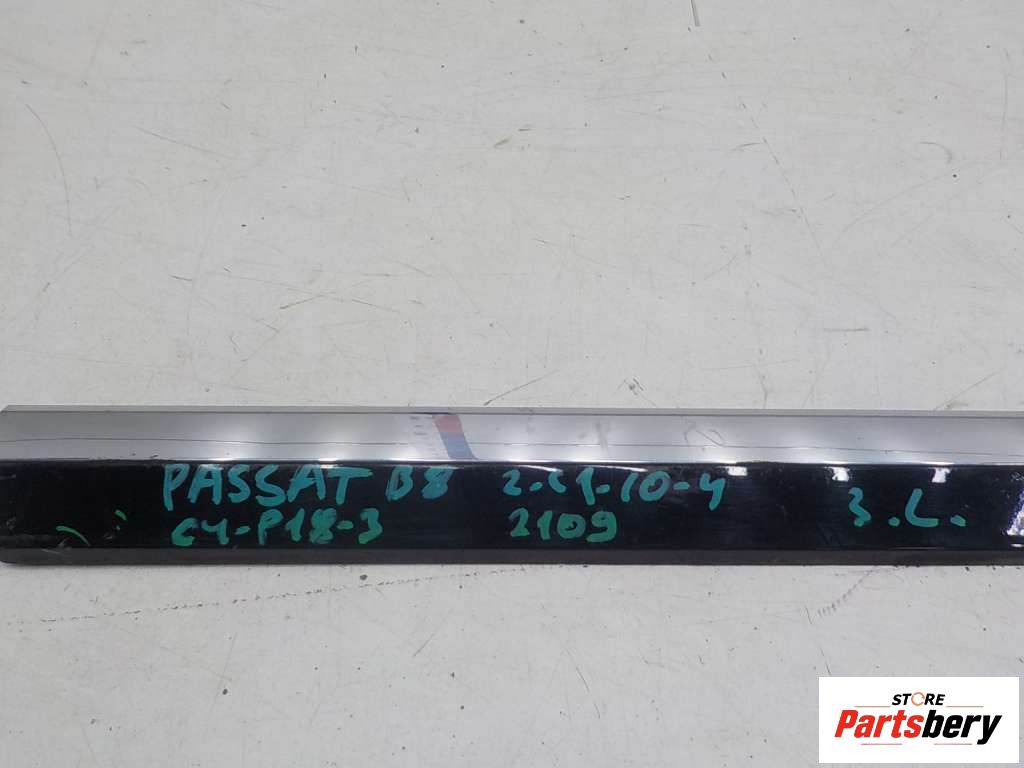 PASSAT B8 2-C1-10-4
C4-P18-3 2109 3.L.
STORE
Partsbery